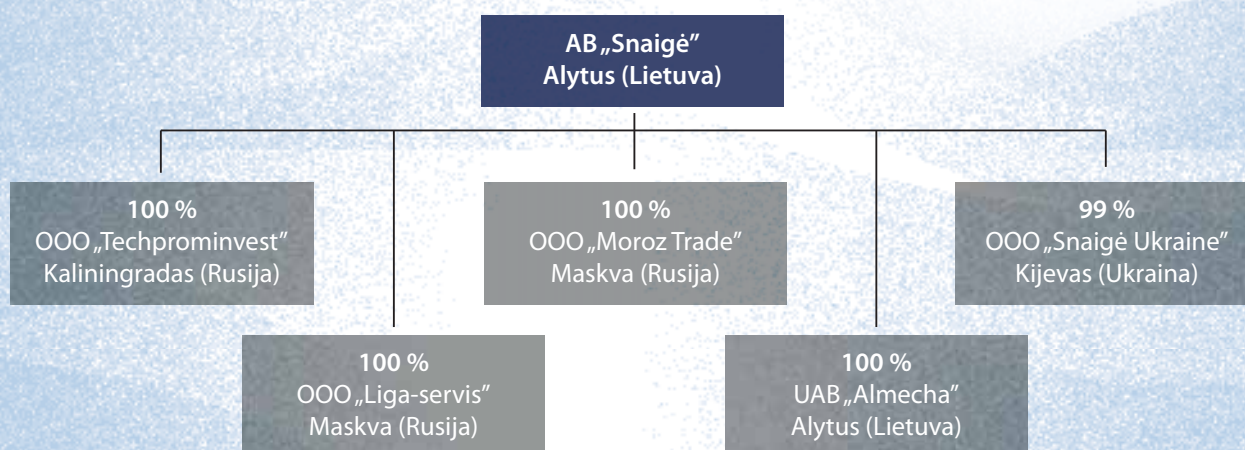 AB „Snaigė”
Alytus (Lietuva)
100 %
OOO „Techprominvest”
Kaliningradas (Rusija)
100 %
OOO „Moroz Trade”
Maskva (Rusija)
99 %
OOO „Snaigė Ukraine”
Kijevas (Ukraina)
100 %
OOO „Liga-servis”
Maskva (Rusija)
100 %
UAB „Almecha”
Alytus (Lietuva)